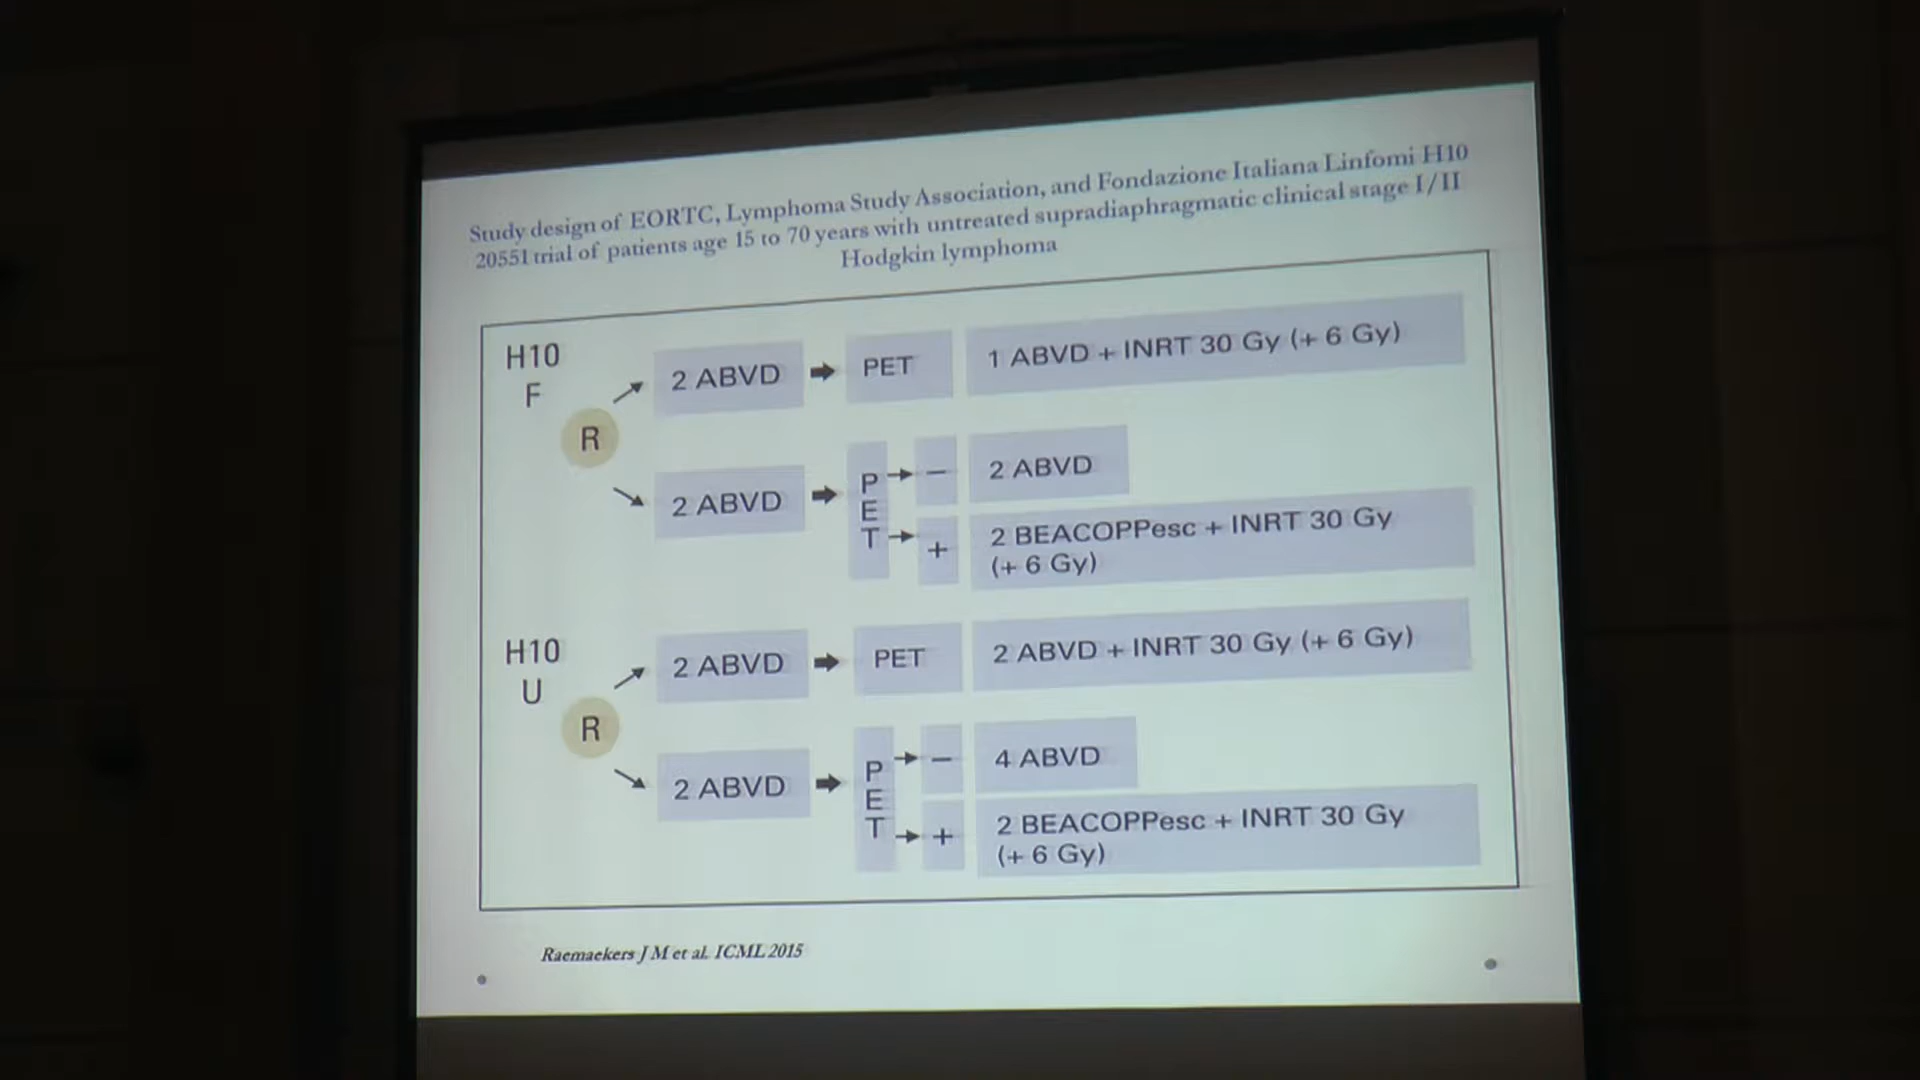 Study design of EORTC, Lymphoma Study Association, and Fondazione Italiana Linfomi H10
20551 trial of patients age 15 to 70 years with untreated supradiaphragmatic clinical stage I/II
Hodgkin lymphoma
H10
F
R
2 ABVD
PET
1 ABVD + INRT 30 Gy (+ 6 Gy)
2 ABVD
PET
−
2 ABVD
+
2 BEACOPPesc + INRT 30 Gy
(+ 6 Gy)
H10
U
R
2 ABVD
PET
2 ABVD + INRT 30 Gy (+ 6 Gy)
2 ABVD
PET
−
4 ABVD
+
2 BEACOPPesc + INRT 30 Gy
(+ 6 Gy)
Raemaekers J M et al. ICML 2015